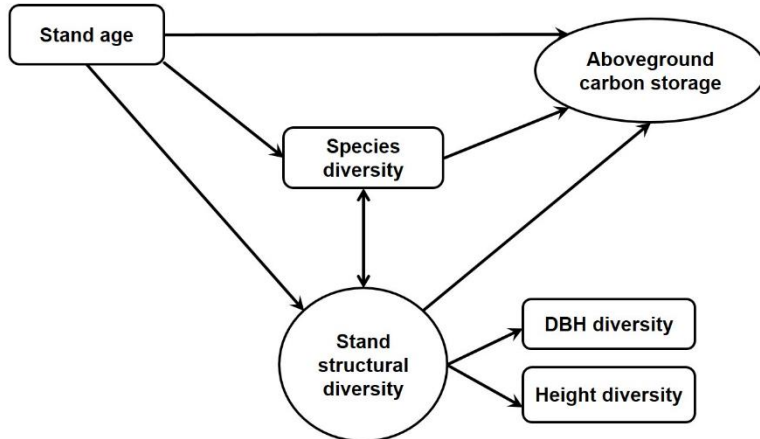 Stand age
Aboveground
carbon storage
Species
diversity
Stand
structural
diversity
DBH diversity
Height diversity